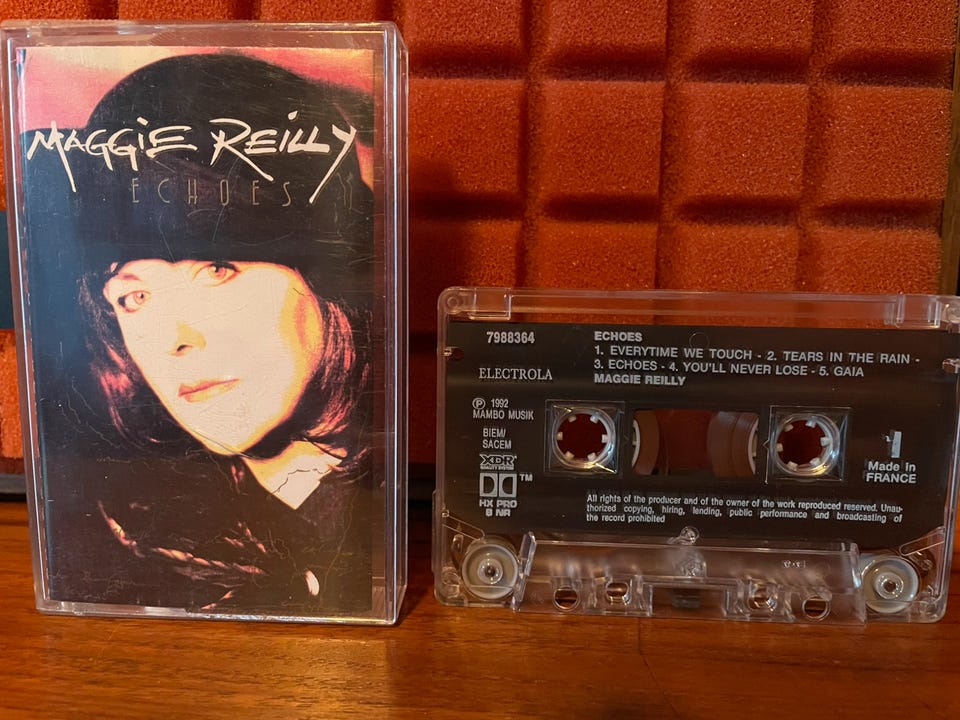 MAGGIE REILLY
ECHOES
7988364
ELECTROLA
℗ 1992
MAMBO MUSIK
BIEM/
SACEM
XDR
QUALITY SYSTEM
TM
HX PRO
B NR
ECHOES
1. EVERYTIME WE TOUCH - 2. TEARS IN THE RAIN -
3. ECHOES - 4. YOU'LL NEVER LOSE - 5. GAIA
MAGGIE REILLY
1
Made in
FRANCE
All rights of the producer and of the owner of the work reproduced reserved. Unau-
thorized copying, hiring, lending, public performance and broadcasting of
the record prohibited